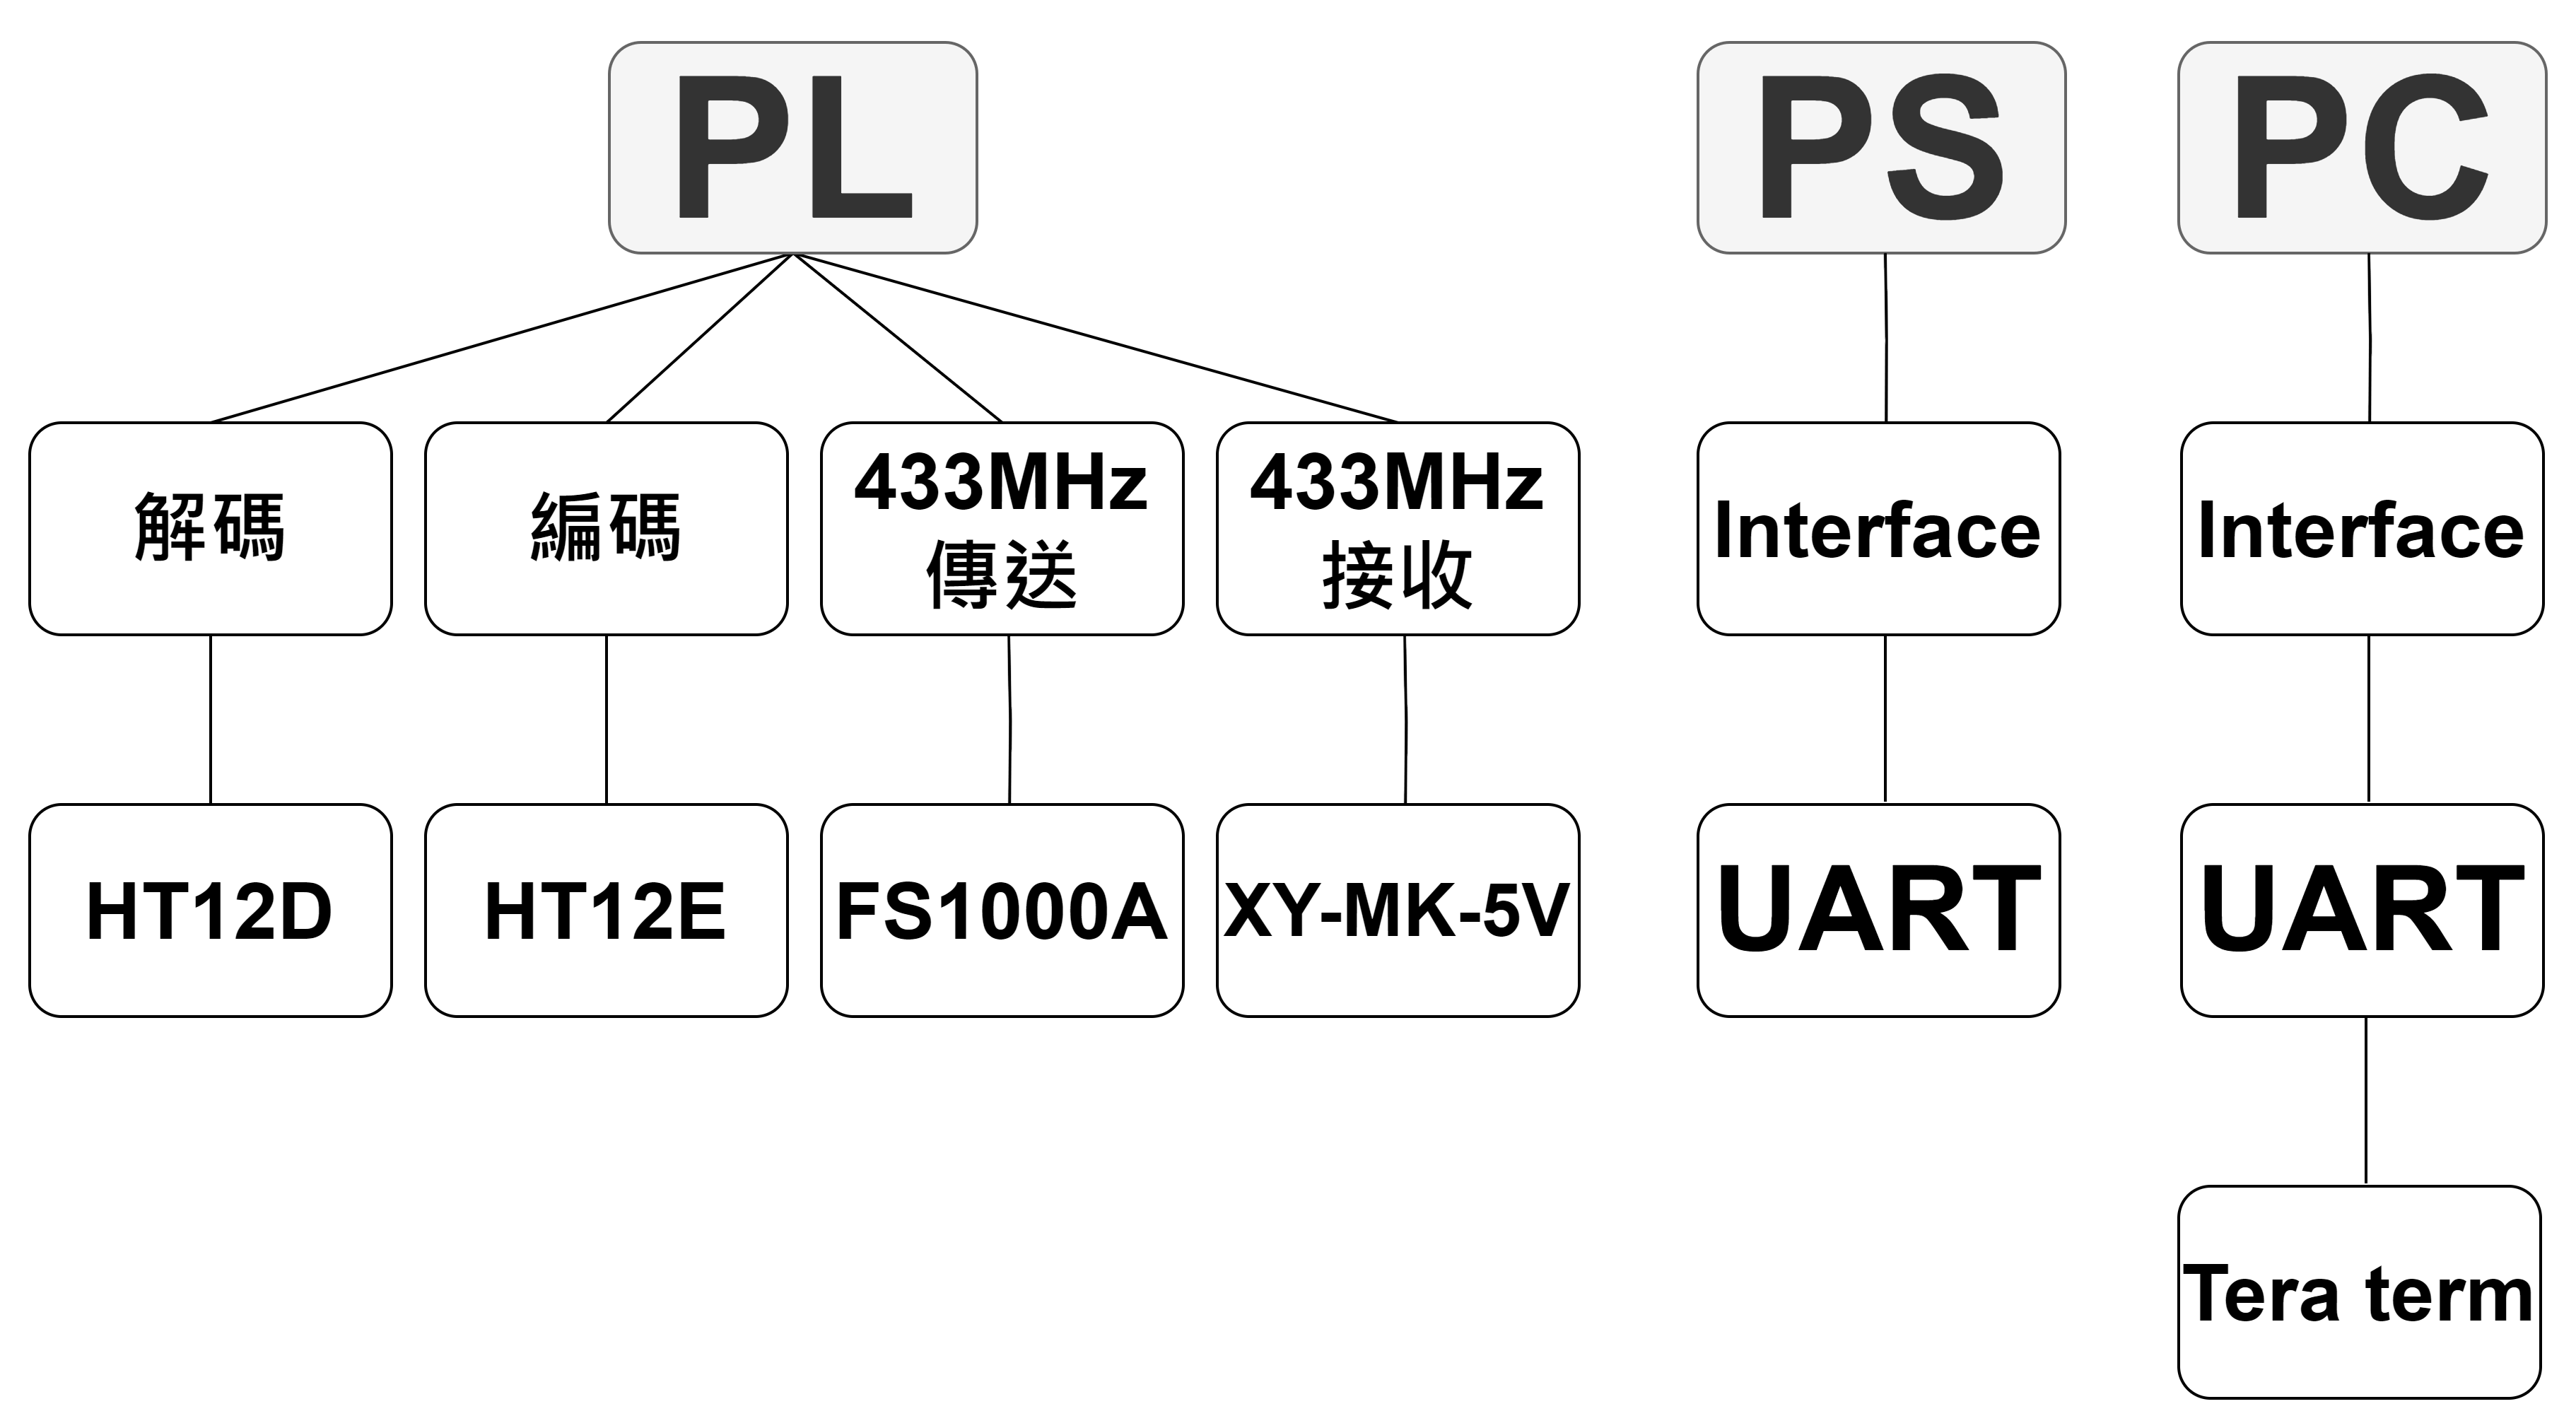 PL
PS
PC
解碼
編碼
433MHz
傳送
433MHz
接收
Interface
Interface
HT12D
HT12E
FS1000A
XY-MK-5V
UART
UART
Tera term